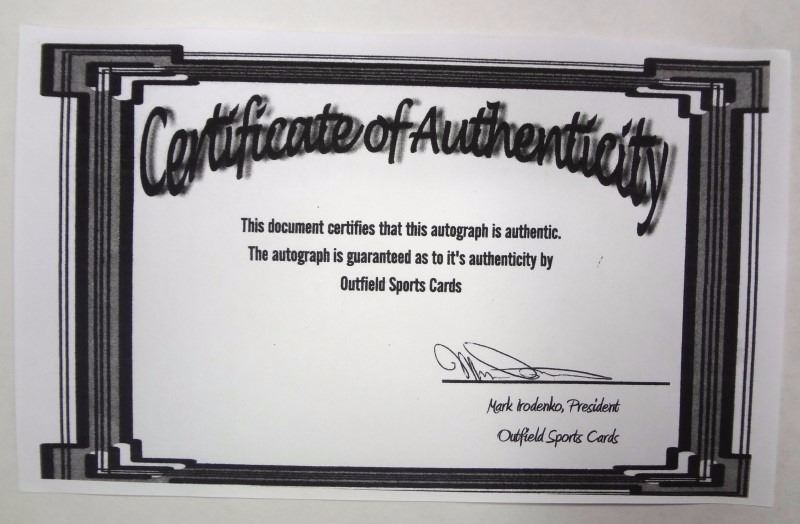 Certificate of Authenticity
This document certifies that this autograph is authentic.
The autograph is guaranteed as to it's authenticity by
Outfield Sports Cards
Mark Irodenko, President
Outfield Sports Cards